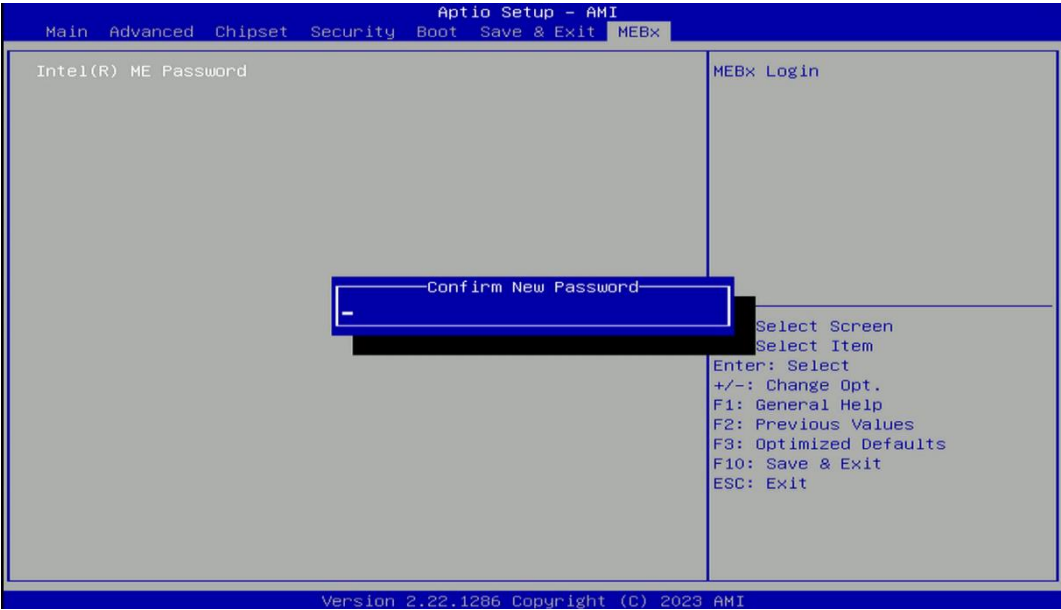 Aptio Setup – AMI
Main Advanced Chipset Security Boot Save & Exit MEBx
Intel(R) ME Password
MEBx Login
Confirm New Password
Select Screen
Select Item
Enter: Select
+/-: Change Opt.
F1: General Help
F2: Previous Values
F3: Optimized Defaults
F10: Save & Exit
ESC: Exit
Version 2.22.1286 Copyright (C) 2023 AMI